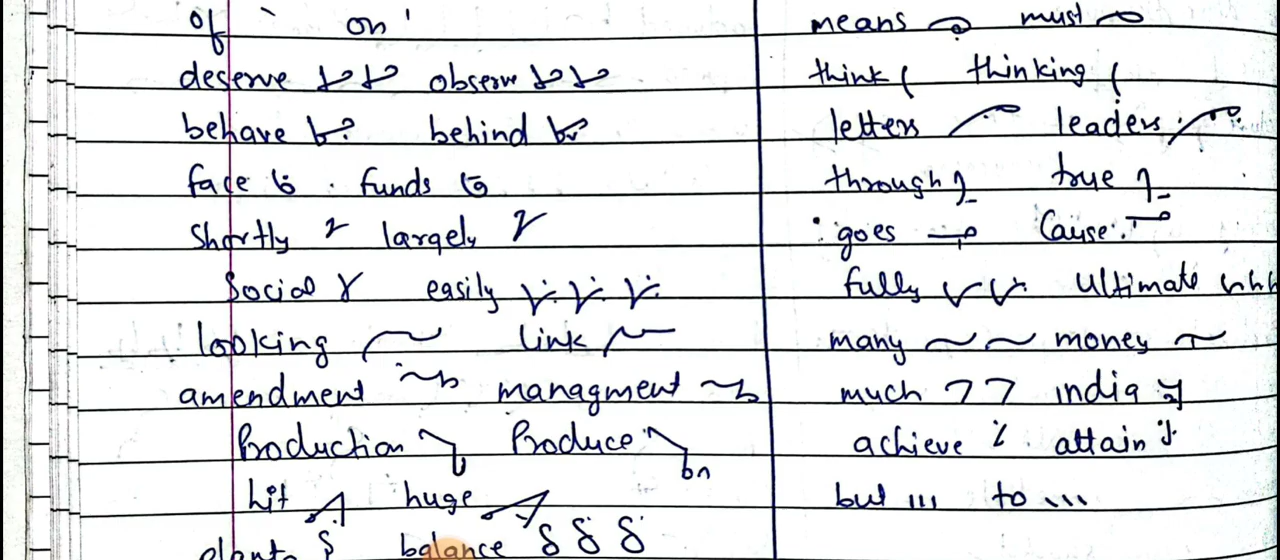 of on means must
deserve observe think thinking
behave behind letters leaders
face funds through true
Shortly largely goes Cause
Social easily fully ultimate
looking link many money
amendment managment much india
Production Produce achieve attain
hit huge but to
balance